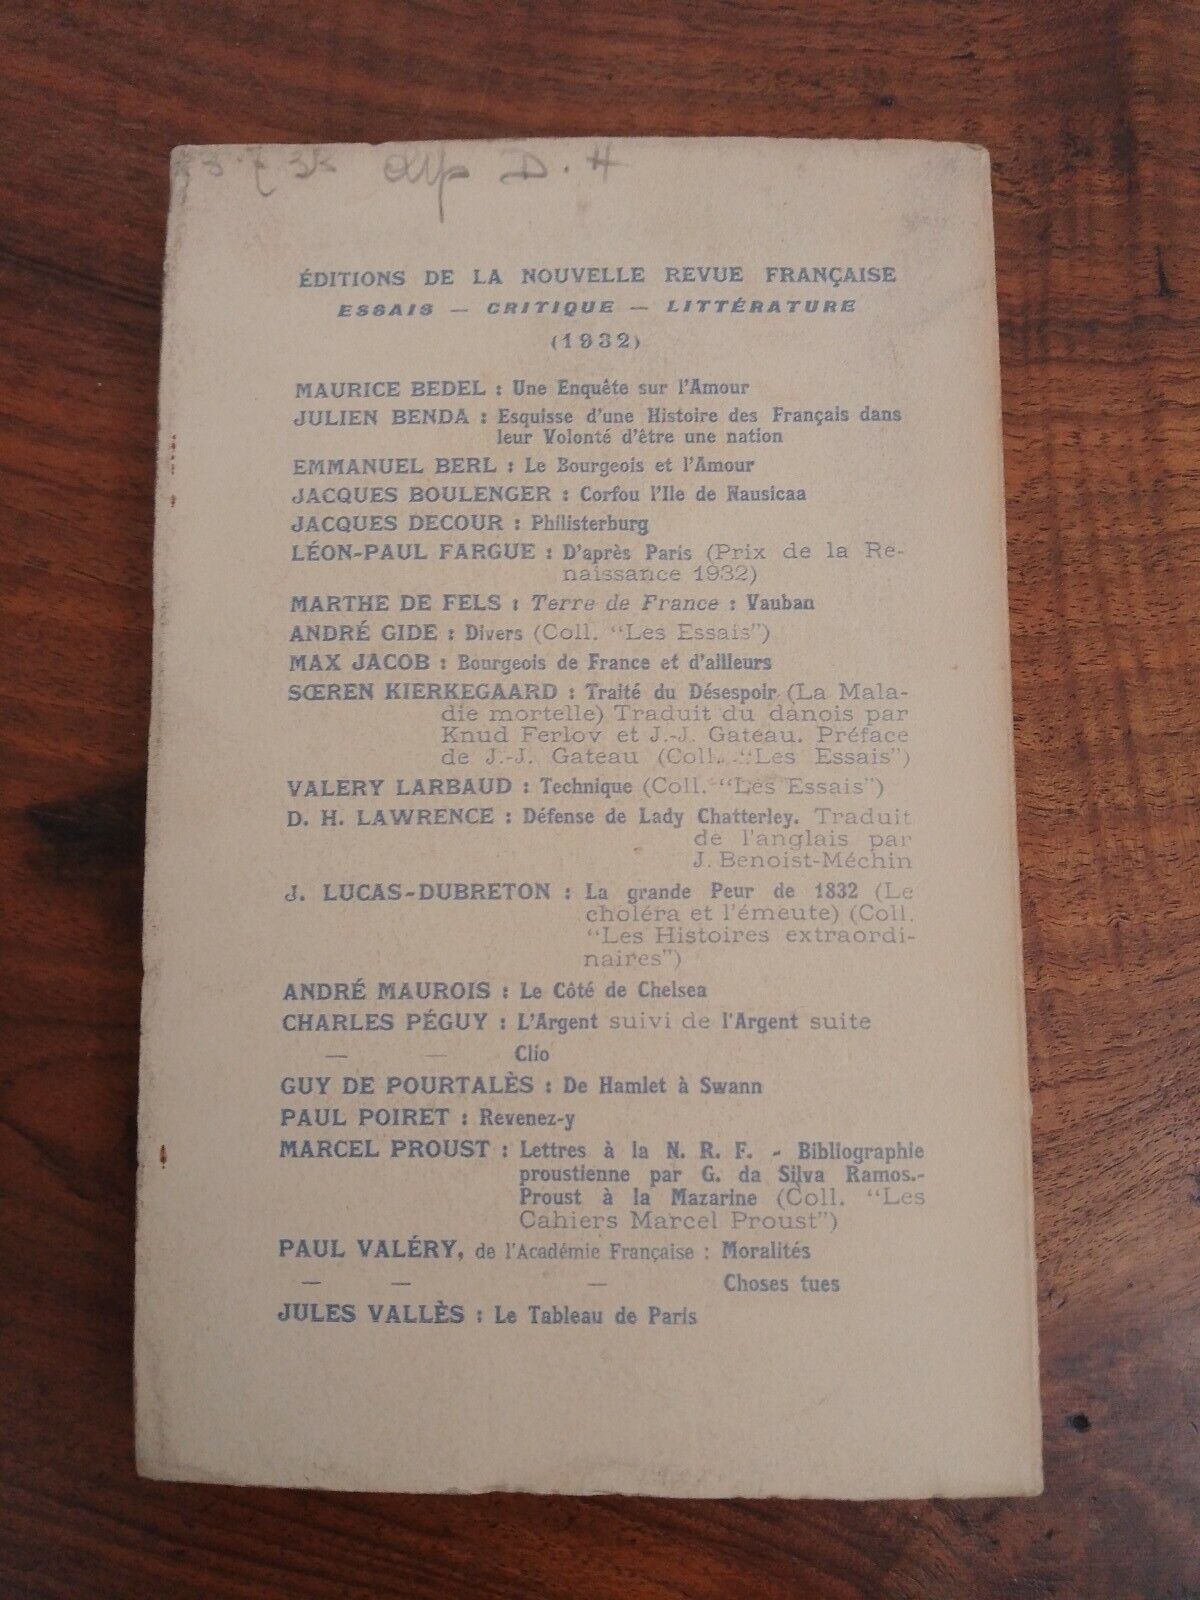 D. H
ÉDITIONS DE LA NOUVELLE REVUE FRANÇAISE
ESSAIS — CRITIQUE — LITTÉRATURE
(1932)
MAURICE BEDEL : Une Enquête sur l'Amour
JULIEN BENDA : Esquisse d'une Histoire des Français dans
leur Volonté d'être une nation
EMMANUEL BERL : Le Bourgeois et l'Amour
JACQUES BOULENGER : Corfou l'Ile de Nausicaa
JACQUES DECOUR : Philisterburg
LÉON-PAUL FARGUE : D'après Paris (Prix de la Re-
naissance 1932)
MARTHE DE FELS : Terre de France : Vauban
ANDRÉ GIDE : Divers (Coll. "Les Essais")
MAX JACOB : Bourgeois de France et d'ailleurs
SŒREN KIERKEGAARD : Traité du Désespoir (La Mala-
die mortelle) Traduit du danois par
Knud Ferlov et J.-J. Gateau. Préface
de J.-J. Gateau (Coll. "Les Essais")
VALERY LARBAUD : Technique (Coll. "Les Essais")
D. H. LAWRENCE : Défense de Lady Chatterley. Traduit
de l'anglais par
J. Benoist-Méchin
J. LUCAS-DUBRETON : La grande Peur de 1832 (Le
choléra et l'émeute) (Coll.
"Les Histoires extraordi-
naires")
ANDRÉ MAUROIS : Le Côté de Chelsea
CHARLES PÉGUY : L'Argent suivi de l'Argent suite
— — Clio
GUY DE POURTALÈS : De Hamlet à Swann
PAUL POIRET : Revenez-y
MARCEL PROUST : Lettres à la N. R. F. - Bibliographie
proustienne par G. da Silva Ramos.-
Proust à la Mazarine (Coll. "Les
Cahiers Marcel Proust")
PAUL VALÉRY, de l'Académie Française : Moralités
— — — Choses tues
JULES VALLÈS : Le Tableau de Paris